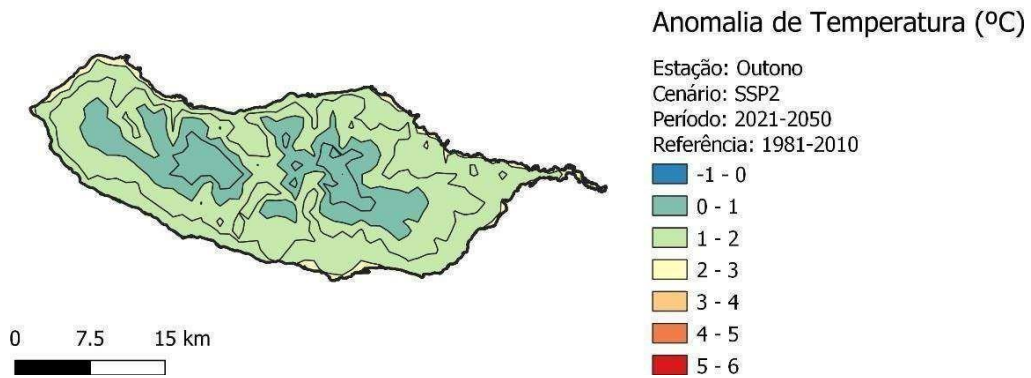 Anomalia de Temperatura (ºC)
Estação: Outono
Cenário: SSP2
Período: 2021-2050
Referência: 1981-2010
-1 - 0
0 - 1
1 - 2
2 - 3
3 - 4
4 - 5
5 - 6
0 7.5 15 km